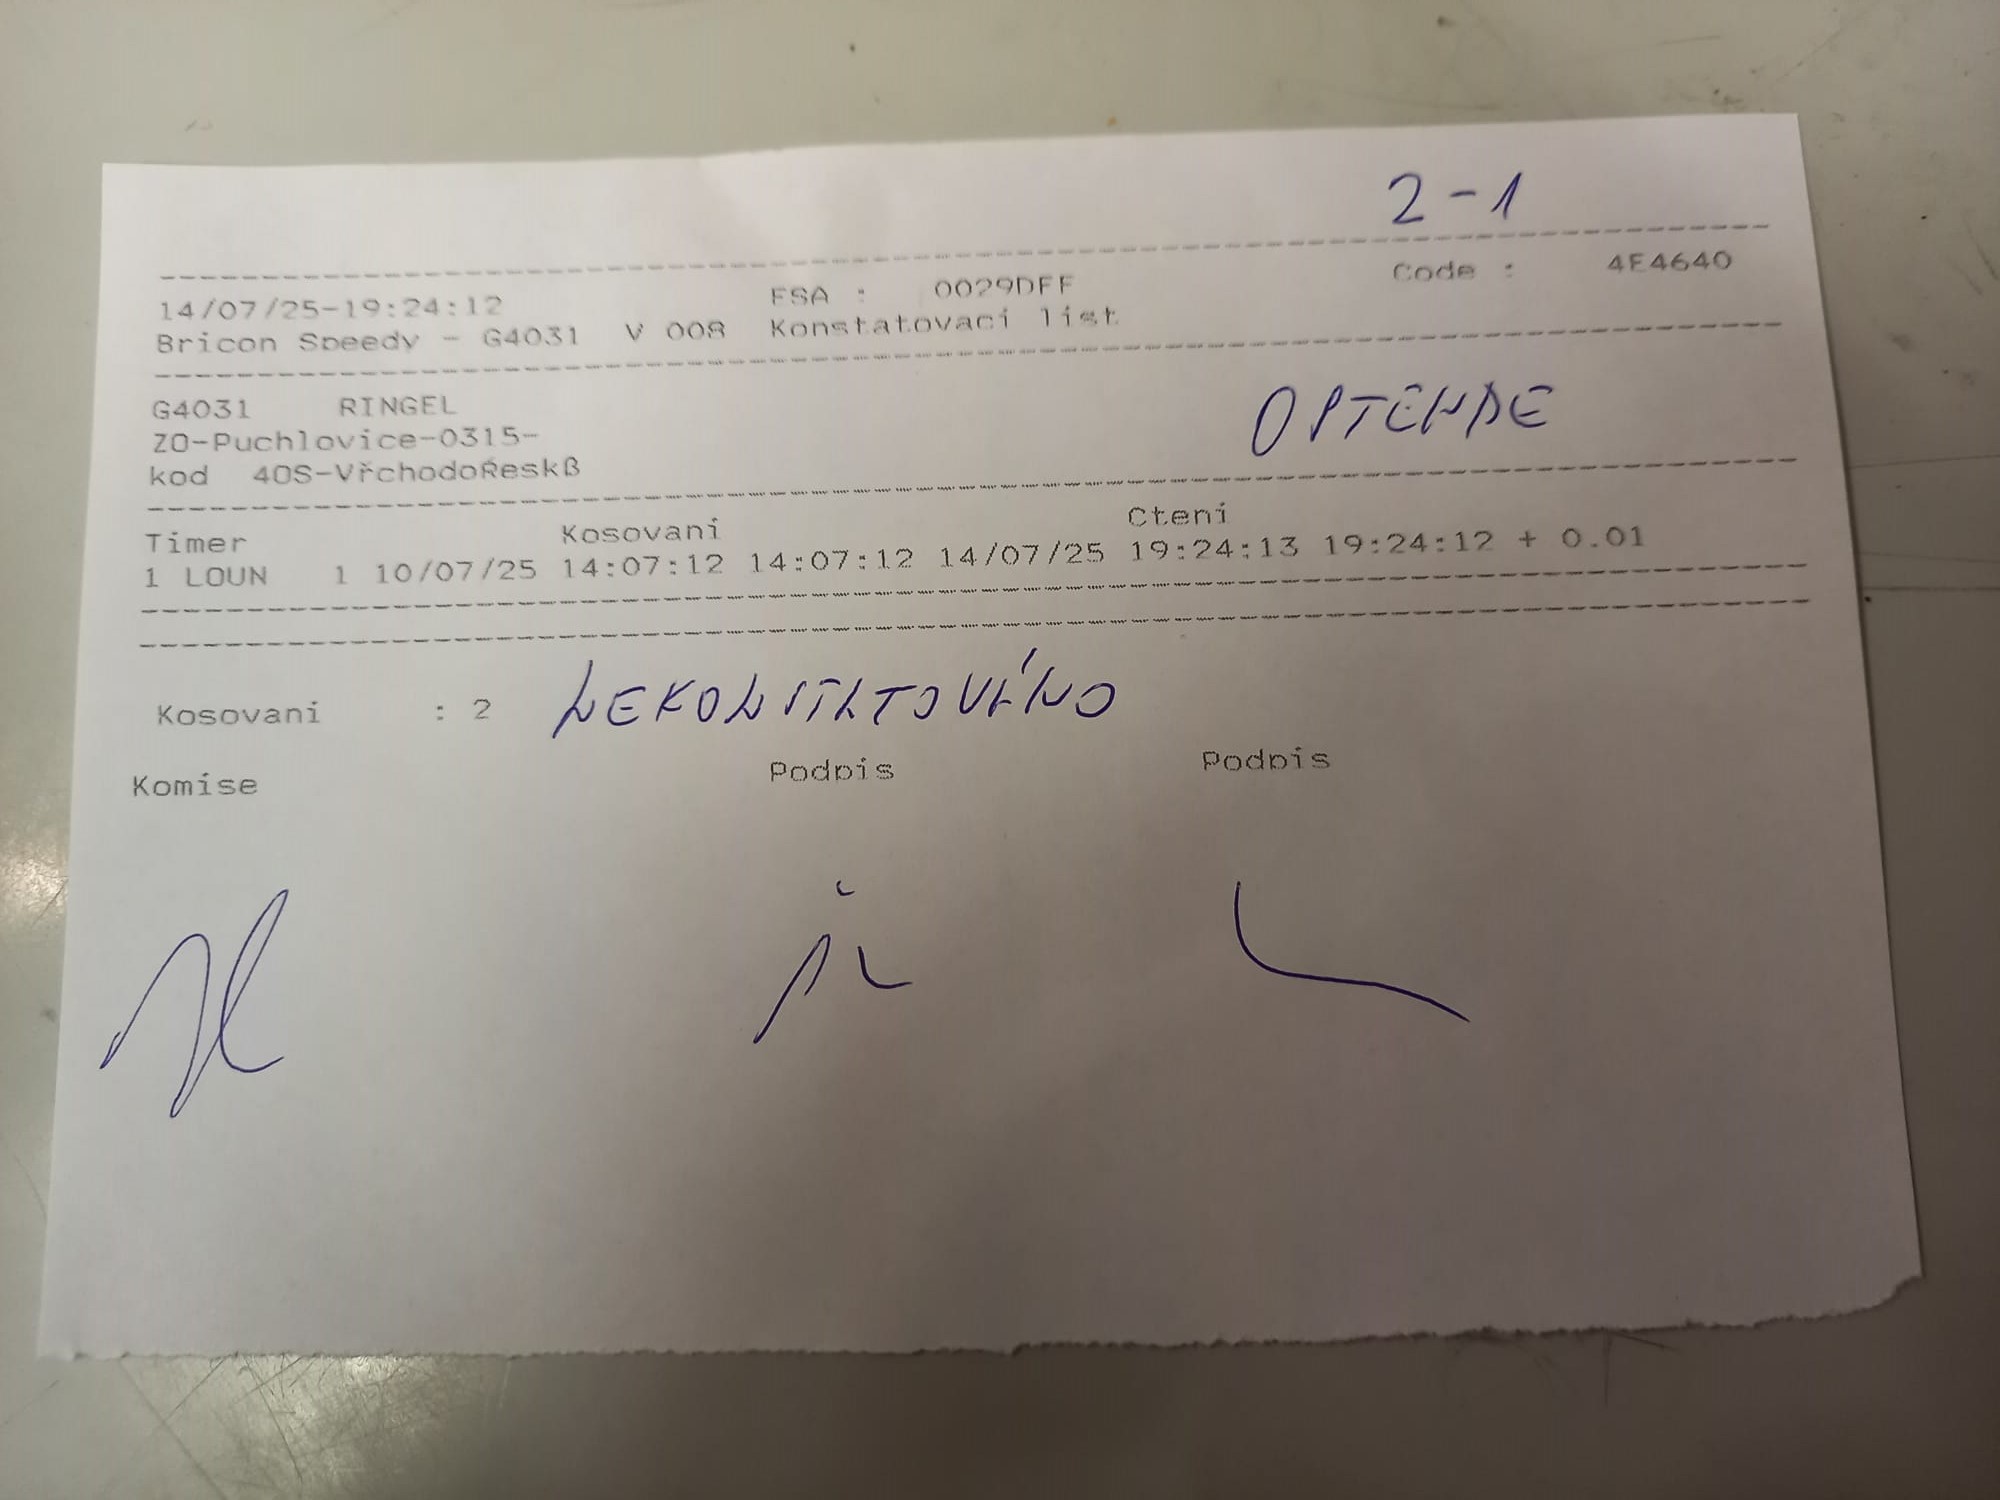 2-1
14/07/25-19:24:12 FSA : 0029DFF Code : 4E4640
Bricon Speedy - G4031 V 008 Konstatovaci list
G4031 RINGEL
ZO-Puchlovice-0315-
OSTENDE
kod 40S-VřchodoŘeskß
Timer Kosovani Cteni
1 LOUN 1 10/07/25 14:07:12 14:07:12 14/07/25 19:24:13 19:24:12 + 0.01
Kosovani : 2 NEKONSTATOVÁNO
Komise Podpis Podpis